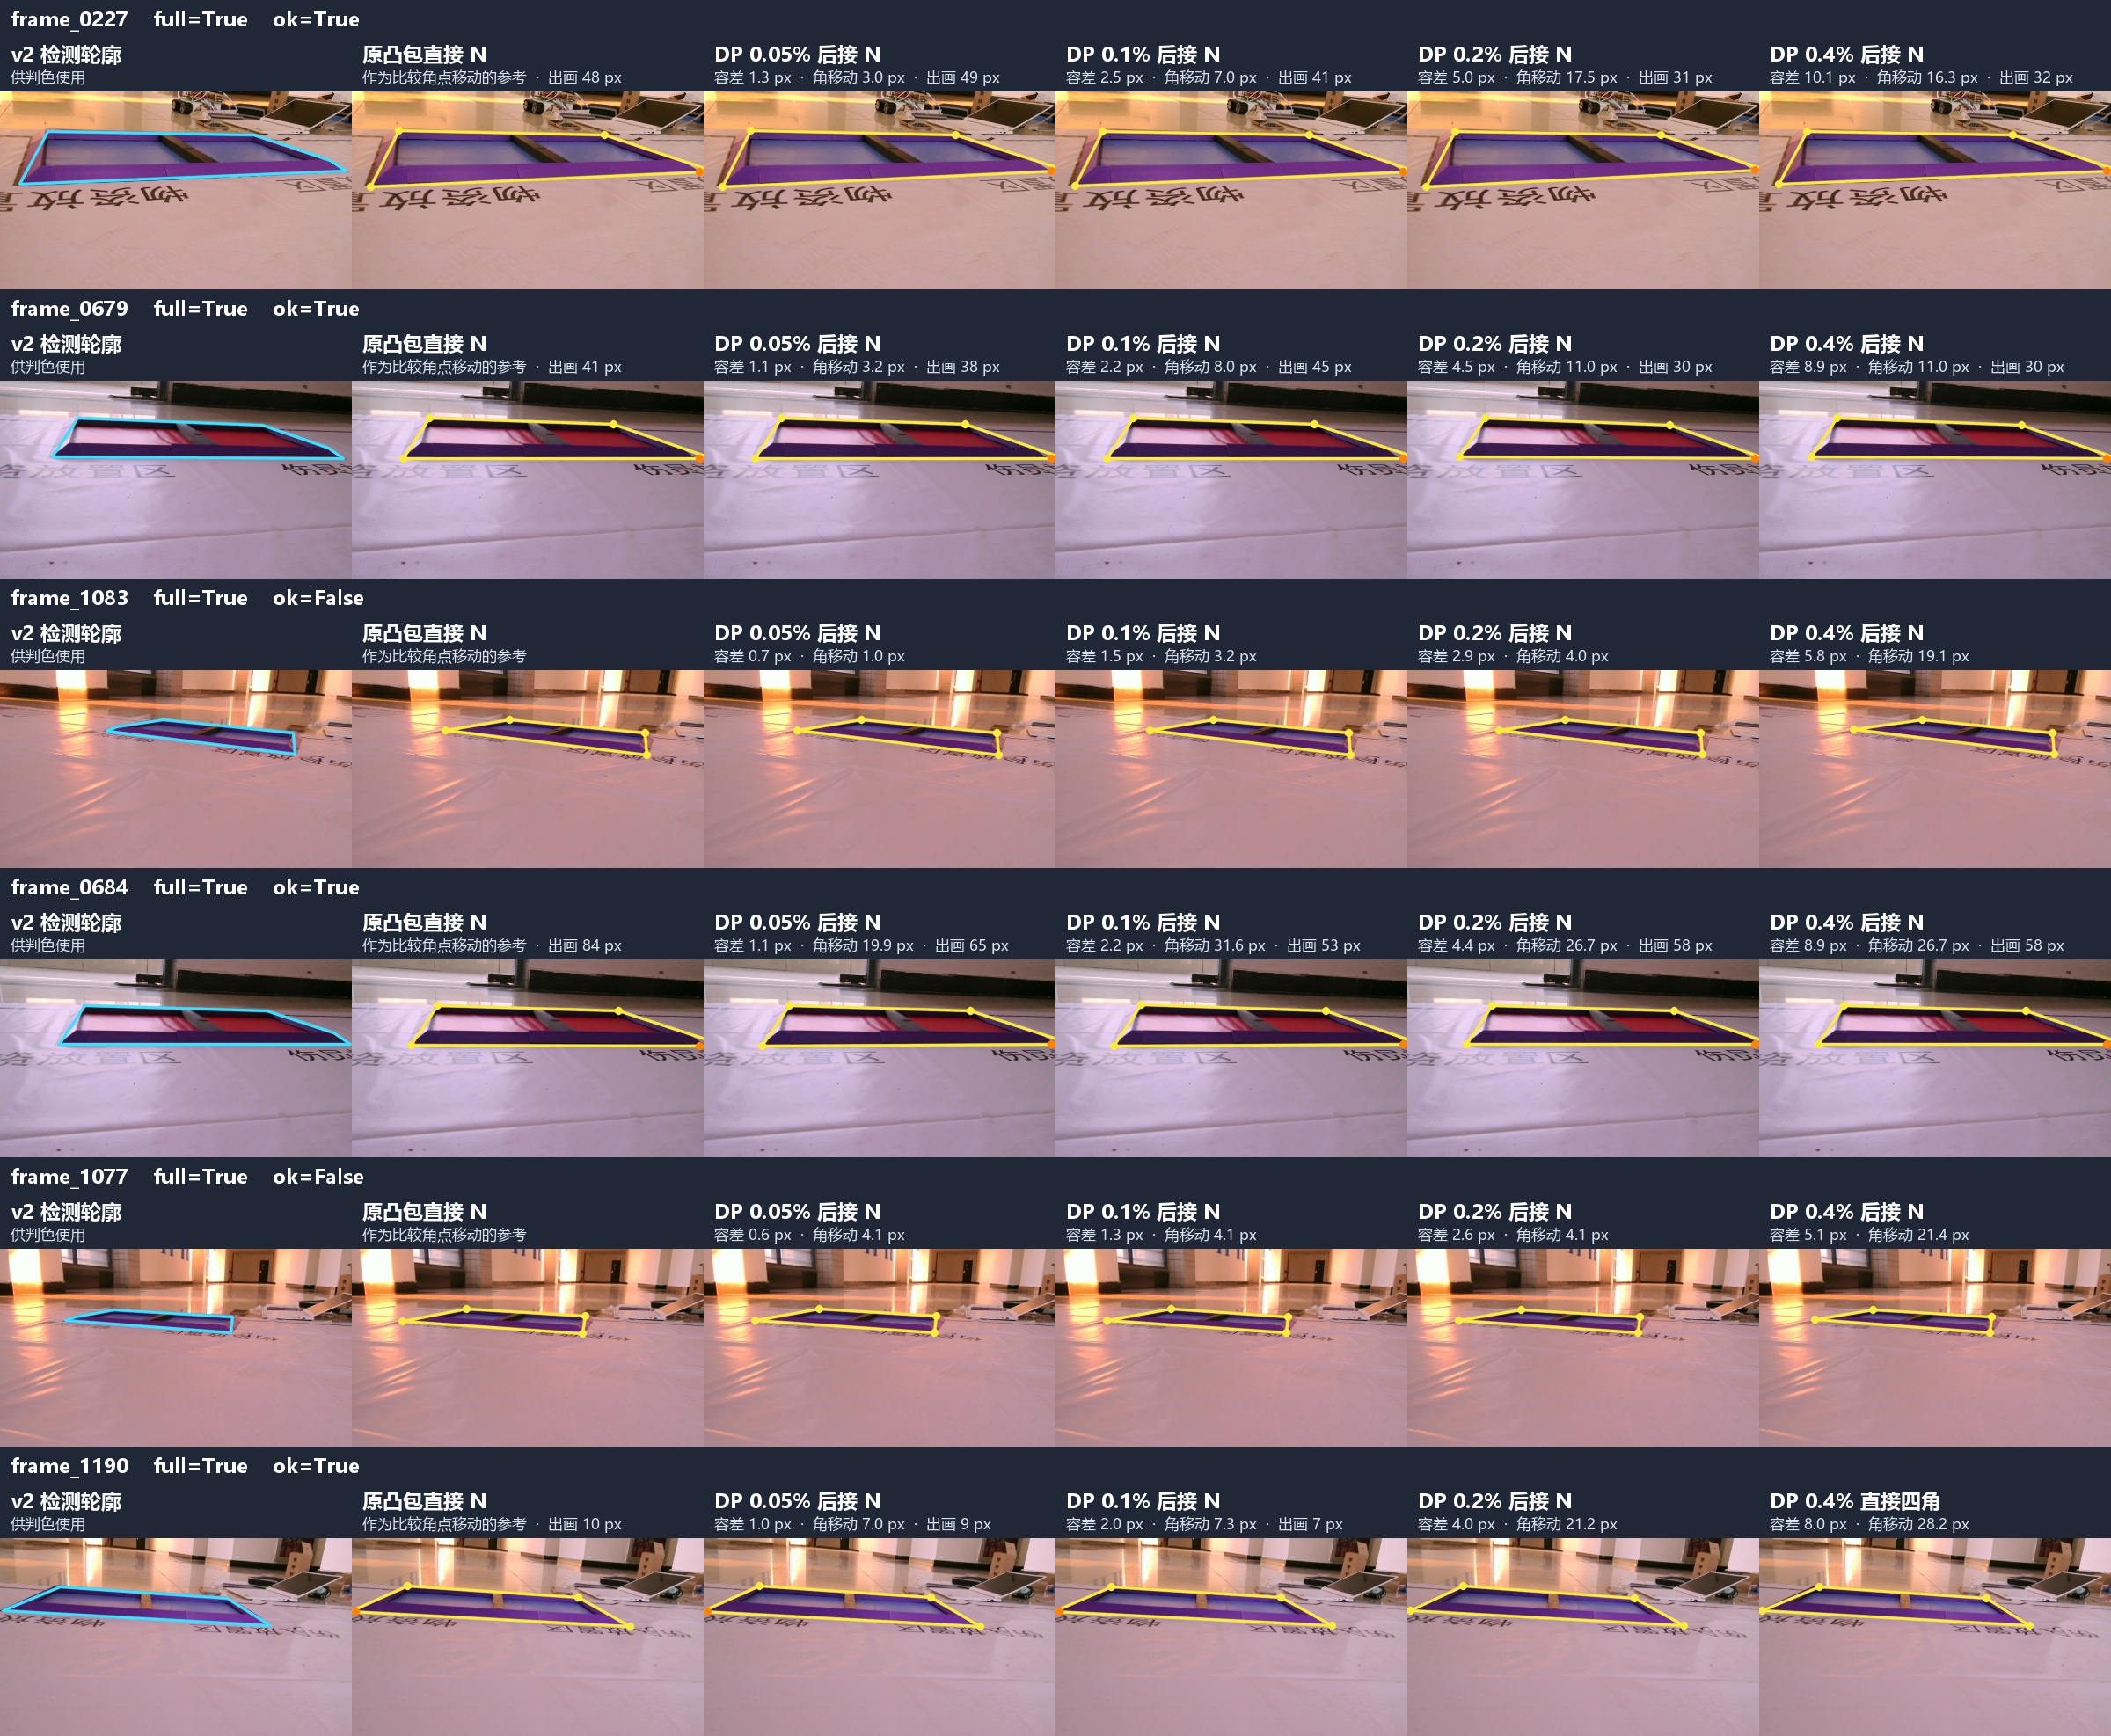 frame_0227 full=True ok=True
v2 检测轮廓 原凸包直接 N DP 0.05% 后接 N DP 0.1% 后接 N DP 0.2% 后接 N DP 0.4% 后接 N
供判色使用 作为比较角点移动的参考 · 出画 48 px 容差 1.3 px · 角移动 3.0 px · 出画 49 px 容差 2.5 px · 角移动 7.0 px · 出画 41 px 容差 5.0 px · 角移动 17.5 px · 出画 31 px 容差 10.1 px · 角移动 16.3 px · 出画 32 px
frame_0679 full=True ok=True
v2 检测轮廓 原凸包直接 N DP 0.05% 后接 N DP 0.1% 后接 N DP 0.2% 后接 N DP 0.4% 后接 N
供判色使用 作为比较角点移动的参考 · 出画 41 px 容差 1.1 px · 角移动 3.2 px · 出画 38 px 容差 2.2 px · 角移动 8.0 px · 出画 45 px 容差 4.5 px · 角移动 11.0 px · 出画 30 px 容差 8.9 px · 角移动 11.0 px · 出画 30 px
frame_1083 full=True ok=False
v2 检测轮廓 原凸包直接 N DP 0.05% 后接 N DP 0.1% 后接 N DP 0.2% 后接 N DP 0.4% 后接 N
供判色使用 作为比较角点移动的参考 容差 0.7 px · 角移动 1.0 px 容差 1.5 px · 角移动 3.2 px 容差 2.9 px · 角移动 4.0 px 容差 5.8 px · 角移动 19.1 px
frame_0684 full=True ok=True
v2 检测轮廓 原凸包直接 N DP 0.05% 后接 N DP 0.1% 后接 N DP 0.2% 后接 N DP 0.4% 后接 N
供判色使用 作为比较角点移动的参考 · 出画 84 px 容差 1.1 px · 角移动 19.9 px · 出画 65 px 容差 2.2 px · 角移动 31.6 px · 出画 53 px 容差 4.4 px · 角移动 26.7 px · 出画 58 px 容差 8.9 px · 角移动 26.7 px · 出画 58 px
frame_1077 full=True ok=False
v2 检测轮廓 原凸包直接 N DP 0.05% 后接 N DP 0.1% 后接 N DP 0.2% 后接 N DP 0.4% 后接 N
供判色使用 作为比较角点移动的参考 容差 0.6 px · 角移动 4.1 px 容差 1.3 px · 角移动 4.1 px 容差 2.6 px · 角移动 4.1 px 容差 5.1 px · 角移动 21.4 px
frame_1190 full=True ok=True
v2 检测轮廓 原凸包直接 N DP 0.05% 后接 N DP 0.1% 后接 N DP 0.2% 后接 N DP 0.4% 直接四角
供判色使用 作为比较角点移动的参考 · 出画 10 px 容差 1.0 px · 角移动 7.0 px · 出画 9 px 容差 2.0 px · 角移动 7.3 px · 出画 7 px 容差 4.0 px · 角移动 21.2 px 容差 8.0 px · 角移动 28.2 px